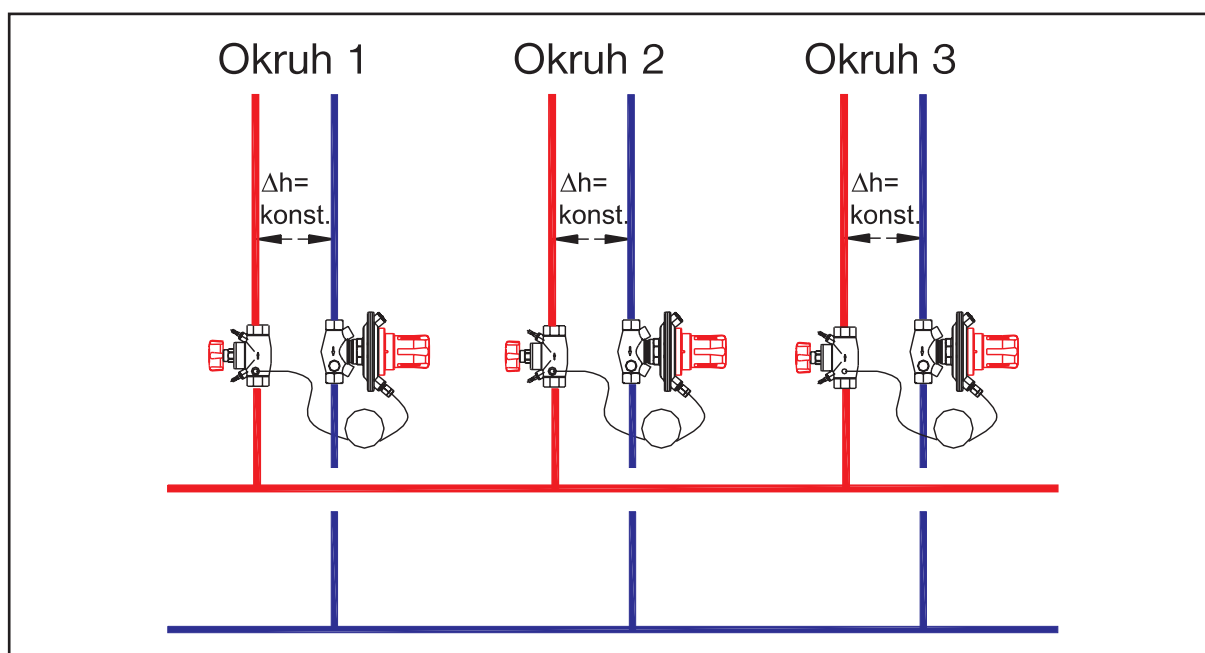 Okruh 1
Okruh 2
Okruh 3
Δh=
konst.
Δh=
konst.
Δh=
konst.